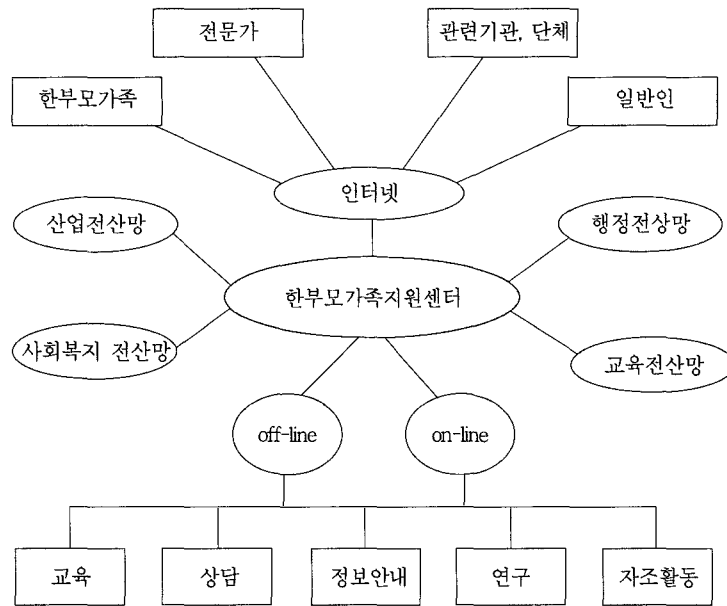 전문가
관련기관, 단체
한부모가족
일반인
인터넷
산업전산망
행정전상망
한부모가족지원센터
사회복지 전산망
교육전산망
off-line
on-line
교육
상담
정보안내
연구
자조활동